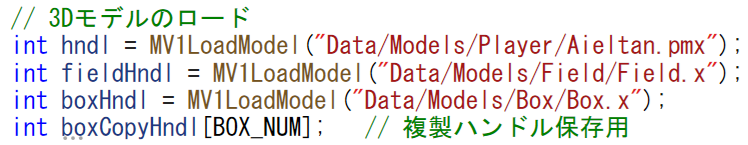 // 3Dモデルのロード
int hndl = MV1LoadModel("Data/Models/Player/Aieltan.pmx");
int fieldHndl = MV1LoadModel("Data/Models/Field/Field.x");
int boxHndl = MV1LoadModel("Data/Models/Box/Box.x");
int boxCopyHndl[BOX_NUM];   // 複製ハンドル保存用